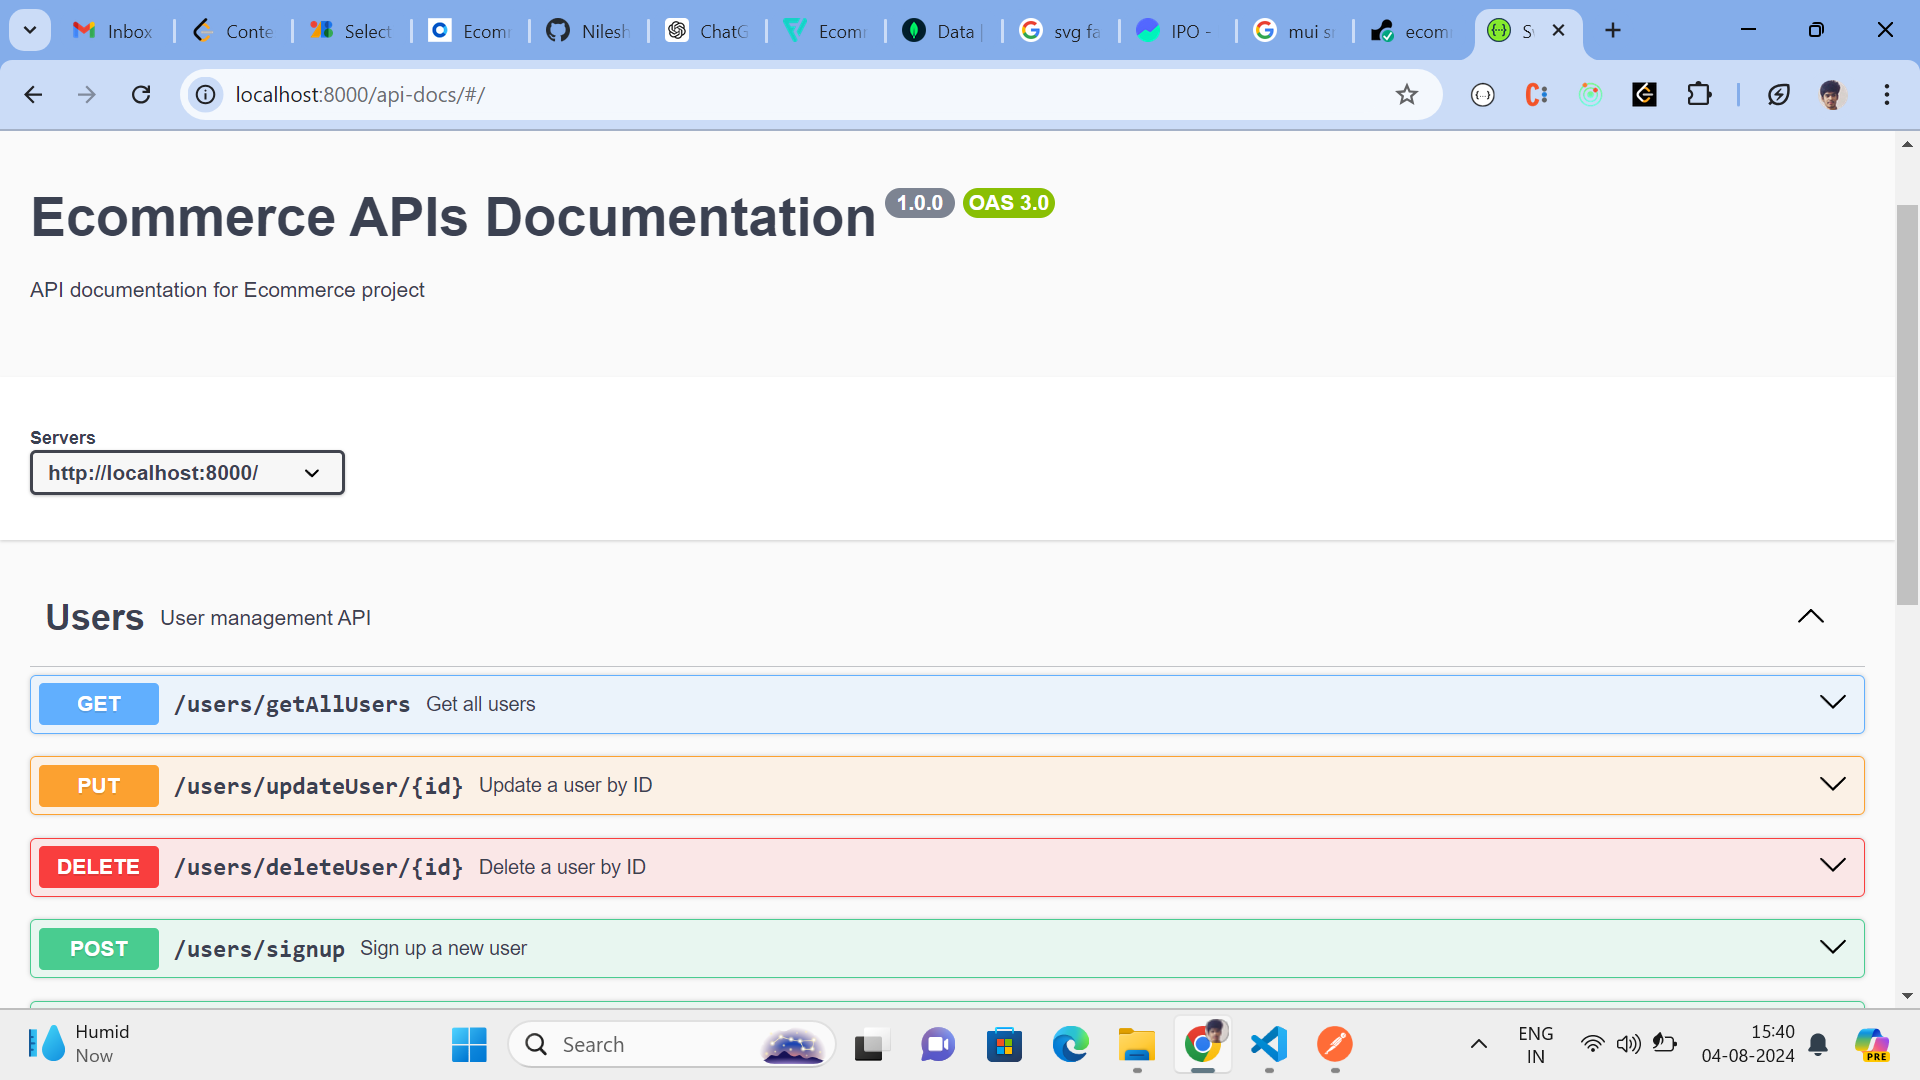 Inbox
Conte
Select
Ecomm
Nilesh
ChatG
Ecomm
Data |
svg fa
IPO -
mui sn
ecom
localhost:8000/api-docs/#/
Ecommerce APIs Documentation 1.0.0 OAS 3.0
API documentation for Ecommerce project
Servers
http://localhost:8000/
Users User management API
GET /users/getAllUsers Get all users
PUT /users/updateUser/{id} Update a user by ID
DELETE /users/deleteUser/{id} Delete a user by ID
POST /users/signup Sign up a new user
Humid
Now
Search
ENG
IN
15:40
04-08-2024
PRE